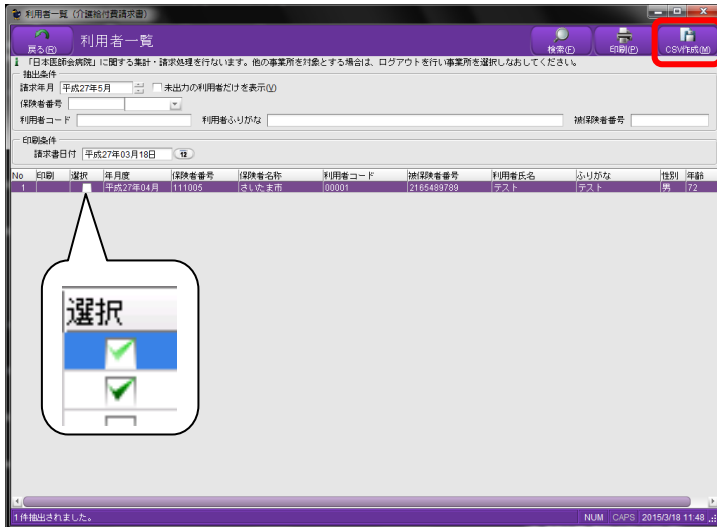 利用者一覧 (介護給付費請求書)
戻る(R) 利用者一覧 検索(F) 印刷(P) CSV作成(M)
「日本医師会病院」に関する集計・請求処理を行ないます。他の事業所を対象とする場合は、ログアウトを行い事業所を選択しなおしてください。
抽出条件
請求年月 平成27年5月 未出力の利用者だけを表示(V)
保険者番号
利用者コード 利用者ふりがな 被保険者番号
印刷条件
請求書日付 平成27年03月18日 12
No 印刷 選択 年月度 保険者番号 保険者名称 利用者コード 被保険者番号 利用者氏名 ふりがな 性別 年齢
1 平成27年04月 111005 さいたま市 00001 2165489789 テスト テスト 男 72
選択
1件抽出されました。 NUM CAPS 2015/3/18 11:48